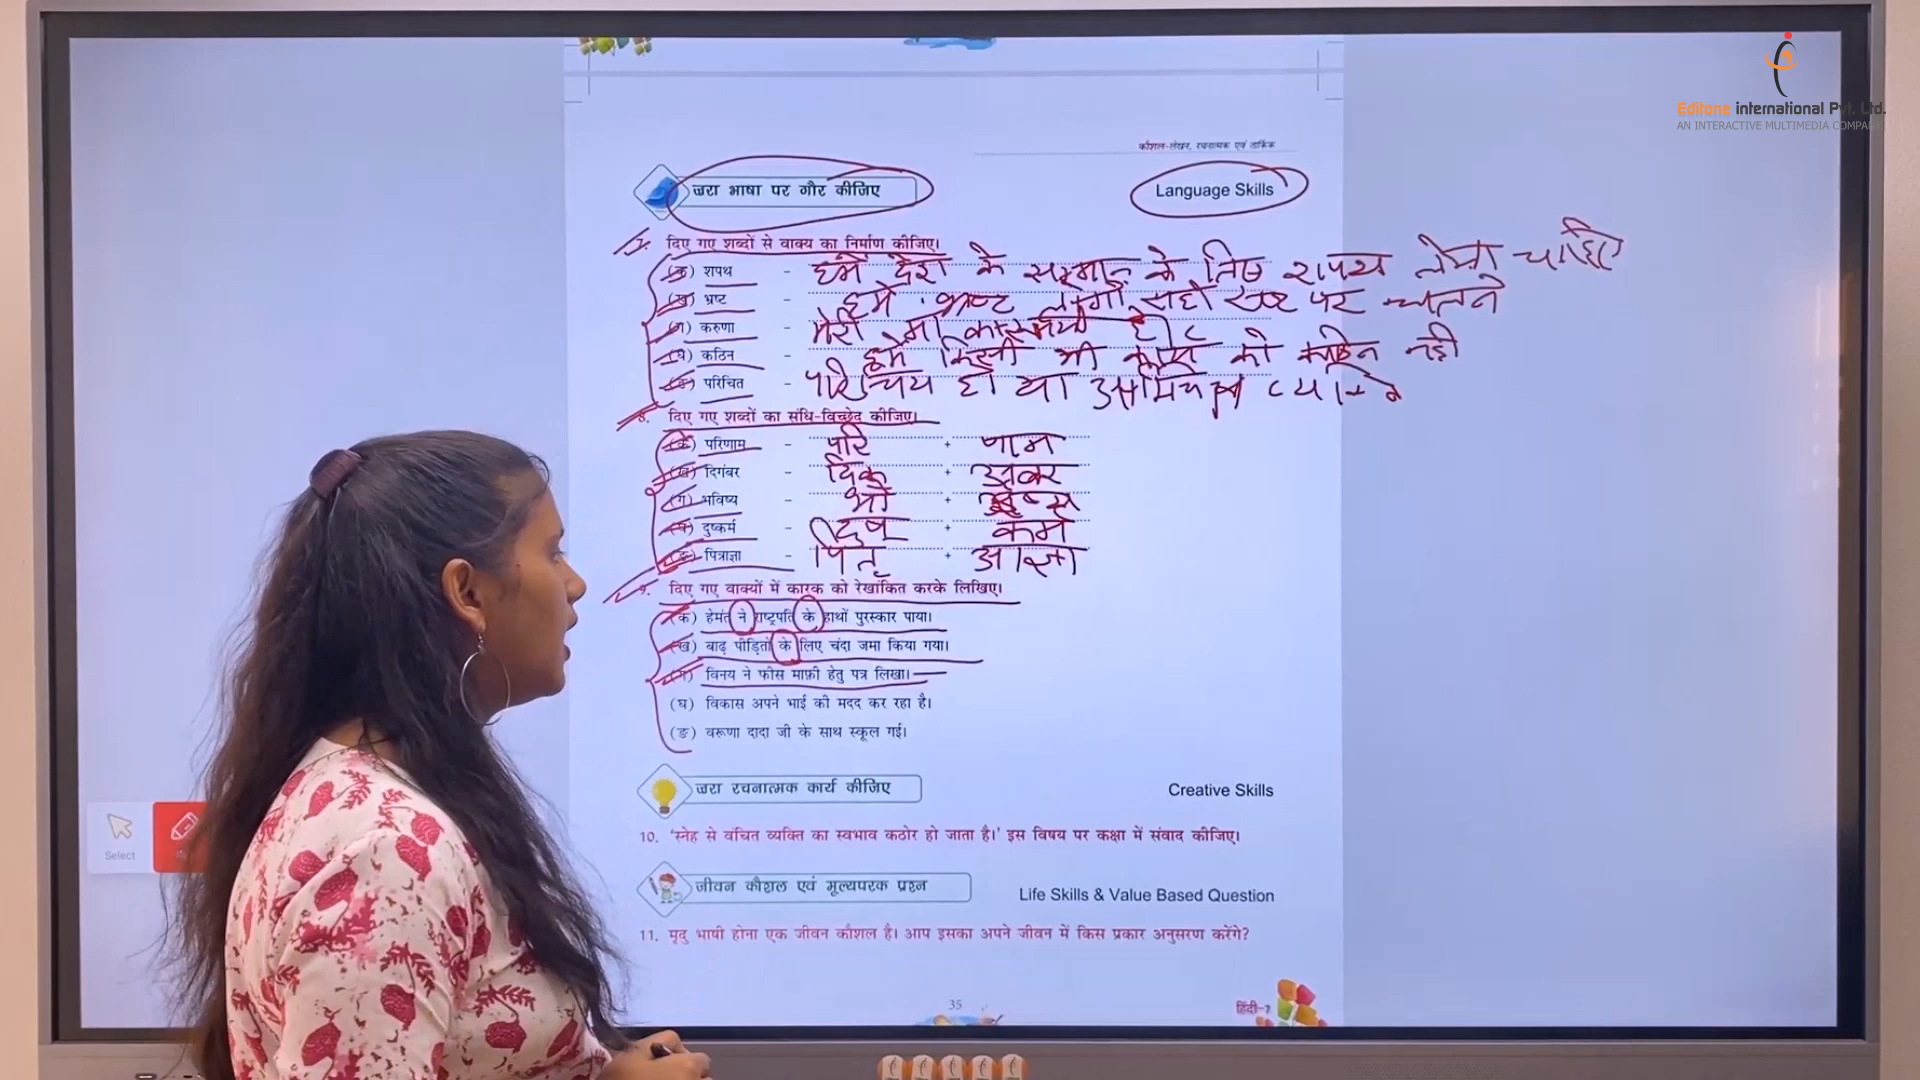 Editone international Pvt. Ltd.
AN INTERACTIVE MULTIMEDIA COMPANY
कौशल-लेखन, रचनात्मक एवं तार्किक
ज़रा भाषा पर गौर कीजिए
Language Skills
7. दिए गए शब्दों से वाक्य का निर्माण कीजिए।
(क) शपथ - हमें देश के सम्मान के लिए शपथ लेना चाहिए
(ख) भ्रष्ट - हमें भ्रष्ट पर चलने
(ग) करुणा - मेरी माँ
(घ) कठिन - हमें किसी भी को कठिन नही
(ङ) परिचित - परिचय हो या
8. दिए गए शब्दों का संधि-विच्छेद कीजिए।
(क) परिणाम - परि + णाम
(ख) दिगंबर - दिक् +
(ग) भविष्य - भो +
(घ) दुष्कर्म - दुष् + कर्म
(ङ) पित्राज्ञा - पितृ + आज्ञा
9. दिए गए वाक्यों में कारक को रेखांकित करके लिखिए।
(क) हेमंत ने राष्ट्रपति के हाथों पुरस्कार पाया।
(ख) बाढ़ पीड़ितों के लिए चंदा जमा किया गया।
(ग) विनय ने फीस माफ़ी हेतु पत्र लिखा।
(घ) विकास अपने भाई की मदद कर रहा है।
(ङ) वरूणा दादा जी के साथ स्कूल गई।
ज़रा रचनात्मक कार्य कीजिए
Creative Skills
10. 'स्नेह से वंचित व्यक्ति का स्वभाव कठोर हो जाता है।' इस विषय पर कक्षा में संवाद कीजिए।
जीवन कौशल एवं मूल्यपरक प्रश्न
Life Skills & Value Based Question
11. मृदु भाषी होना एक जीवन कौशल है। आप इसका अपने जीवन में किस प्रकार अनुसरण करेंगे?
35
हिंदी-7
Select